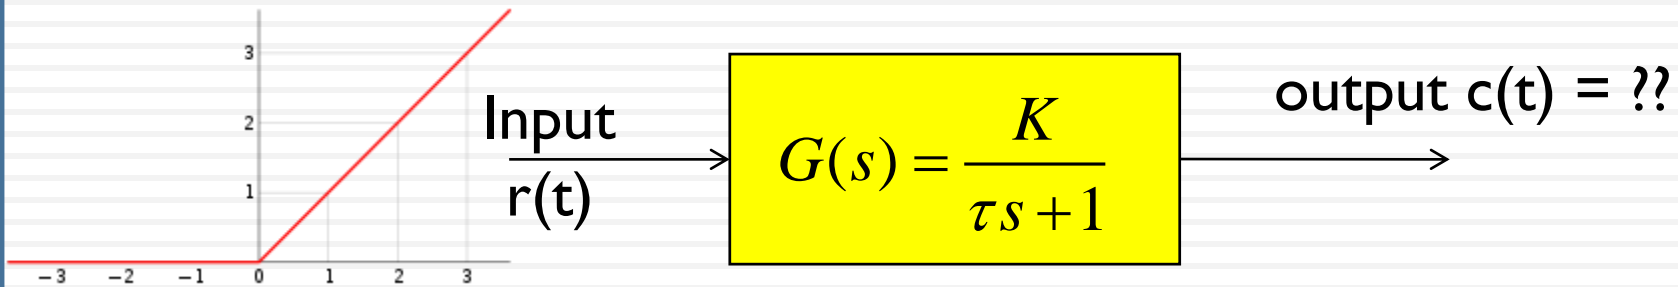 3
2
1
−3 −2 −1 0 1 2 3
Input
r(t)
G(s) = K / τs + 1
output c(t) = ??